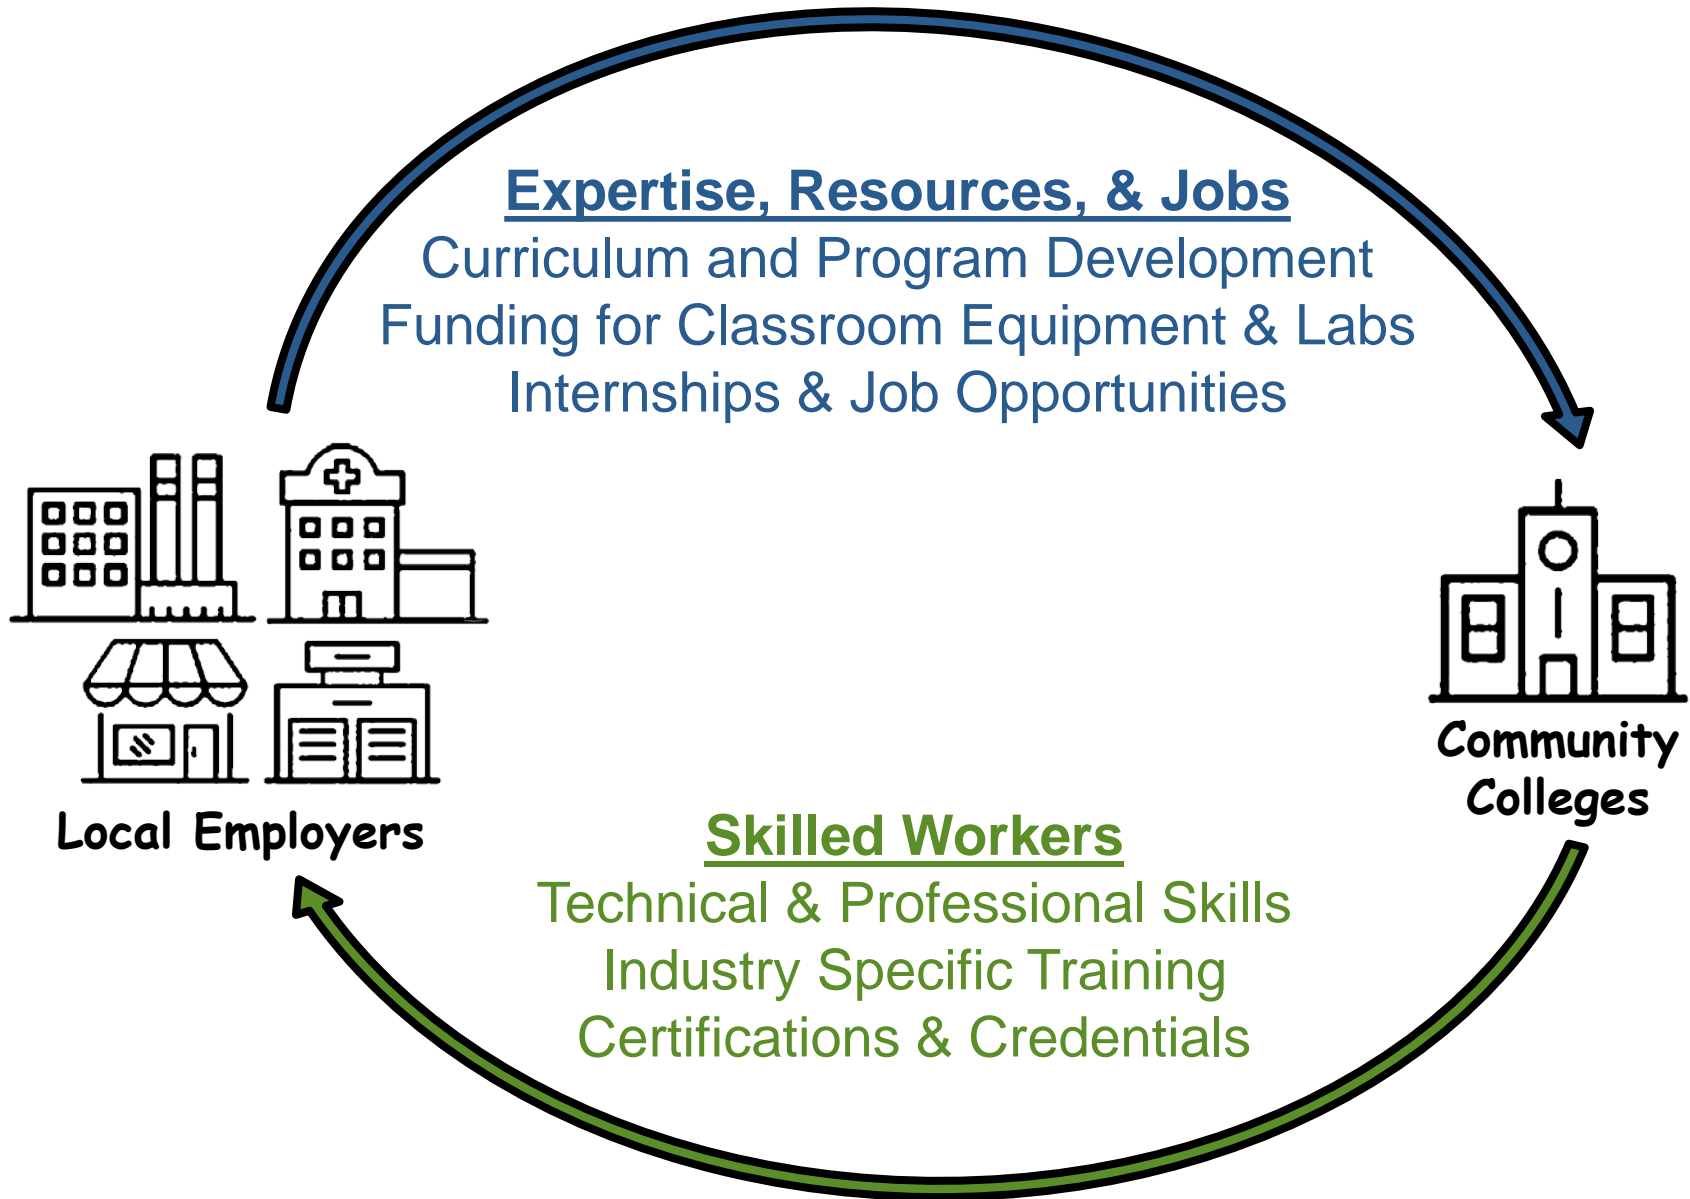 Expertise, Resources, & Jobs
Curriculum and Program Development
Funding for Classroom Equipment & Labs
Internships & Job Opportunities
Local Employers
Community
Colleges
Skilled Workers
Technical & Professional Skills
Industry Specific Training
Certifications & Credentials